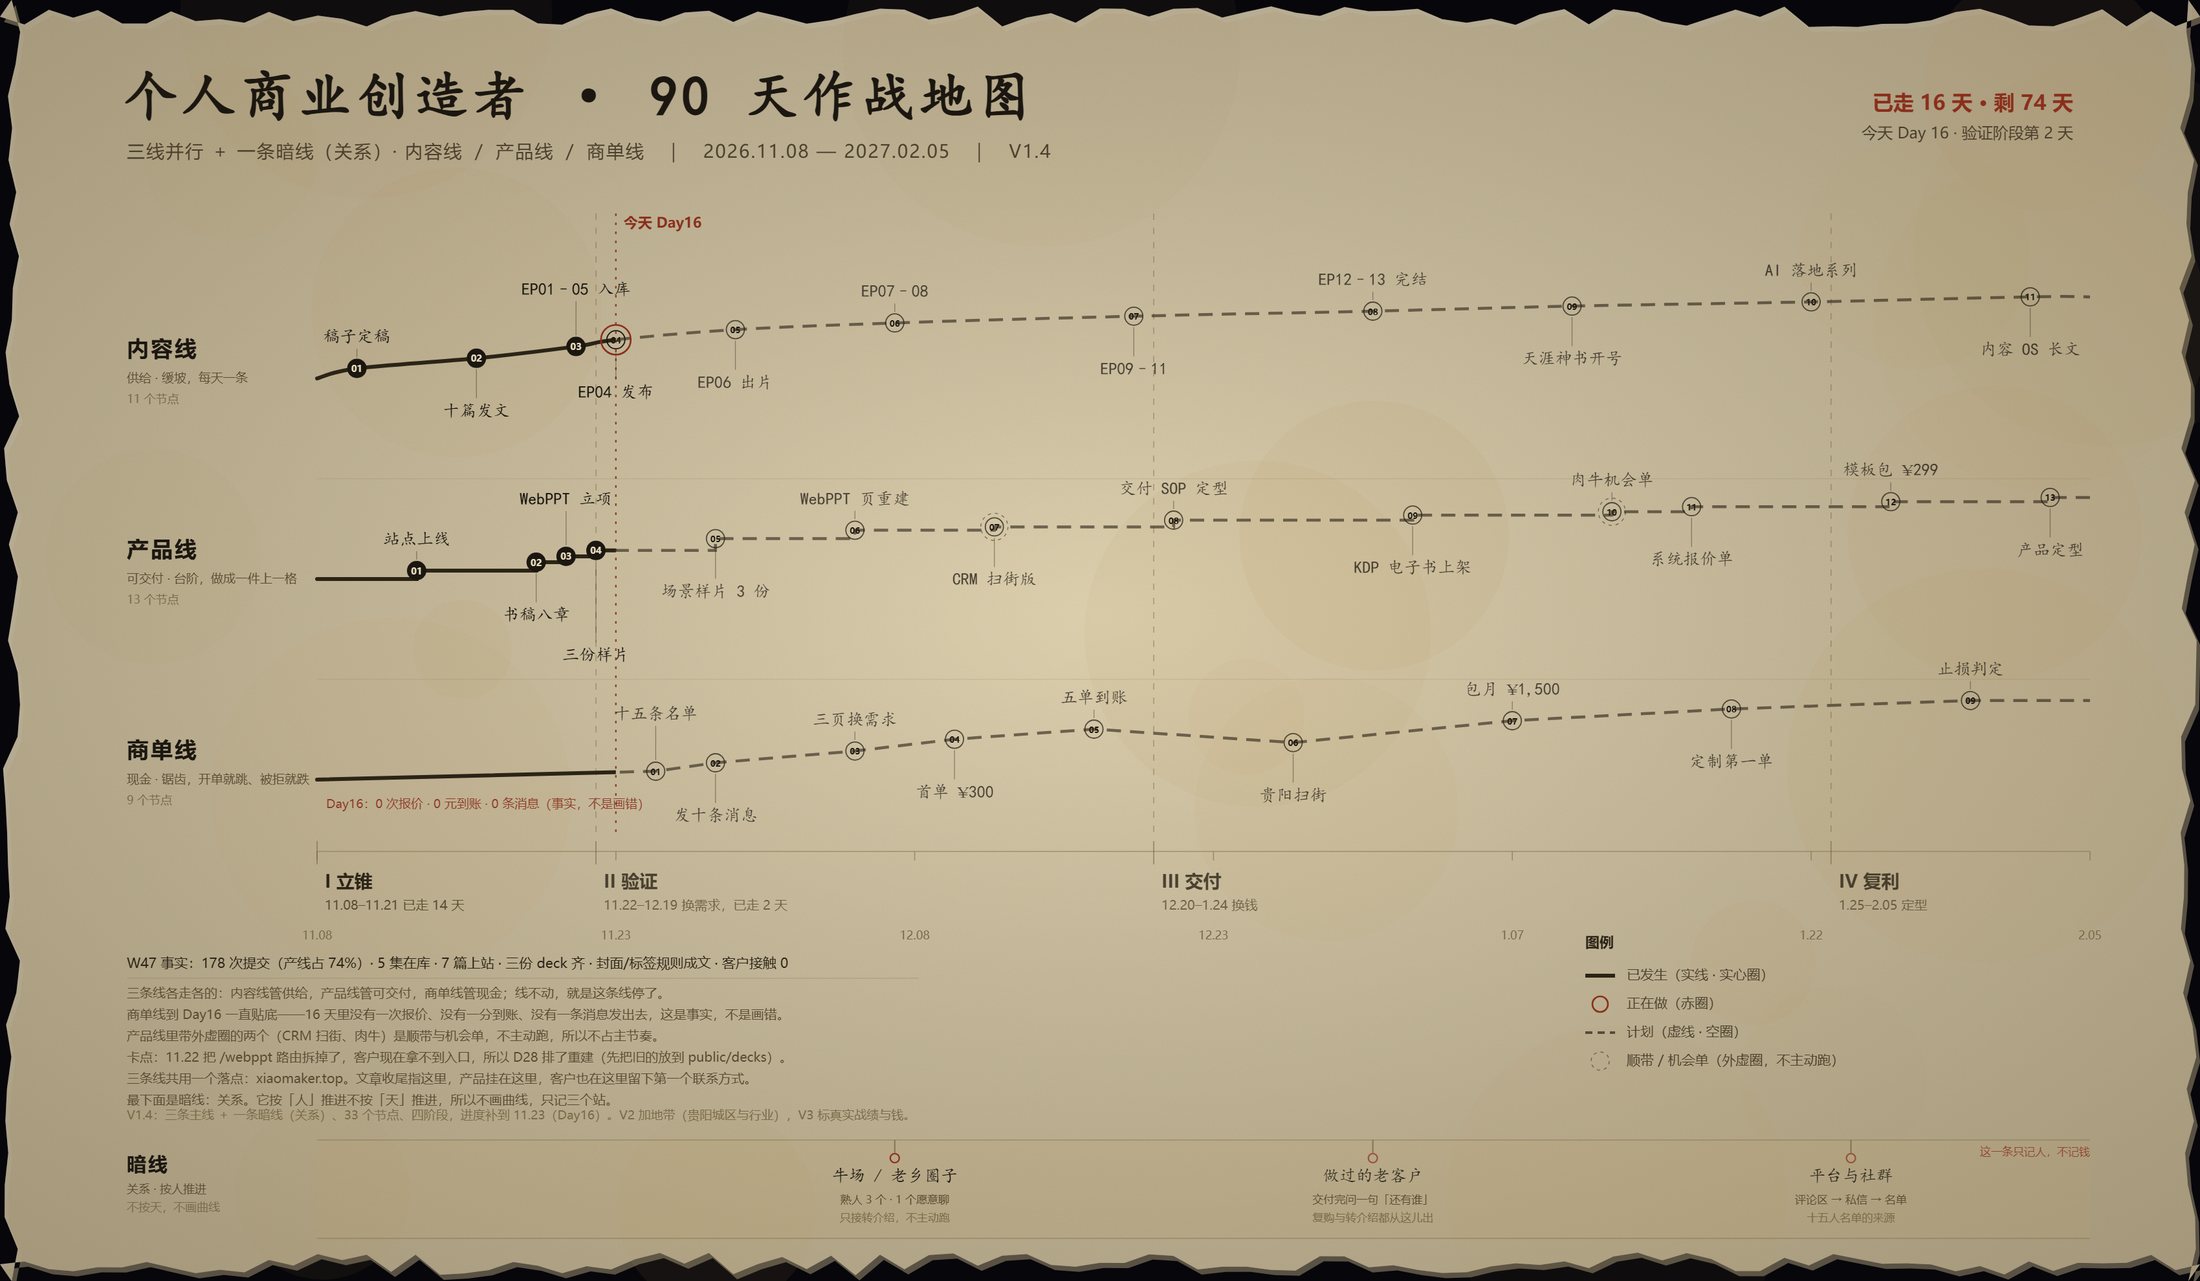 个人商业创造者 • 90 天作战地图
三线并行 + 一条暗线（关系）· 内容线 / 产品线 / 商单线 | 2026.11.08 — 2027.02.05 | V1.4
已走 16 天 • 剩 74 天
今天 Day 16 · 验证阶段第 2 天
今天 Day16
内容线
供给 · 缓坡，每天一条
11 个节点
稿子定稿
EP01–05 入库
EP07–08
EP12–13 完结
AI 落地系列
01
02
03
04
05
06
07
08
09
10
11
十篇发文
EP04 发布
EP06 出片
EP09–11
天涯神书开号
内容 OS 长文
产品线
可交付 · 台阶，做成一件上一格
13 个节点
站点上线
WebPPT 立项
WebPPT 页重建
交付 SOP 定型
肉牛机会单
模板包 ¥299
01
02
03
04
05
06
07
08
09
10
11
12
13
书稿八章
三份样片
场景样片 3 份
CRM 扫街版
KDP 电子书上架
系统报价单
产品定型
商单线
现金 · 锯齿，开单就跳、被拒就跌
9 个节点
十五条名单
三页换需求
五单到账
包月 ¥1,500
止损判定
01
02
03
04
05
06
07
08
09
Day16：0 次报价 · 0 元到账 · 0 条消息（事实，不是画错）
发十条消息
首单 ¥300
贵阳扫街
定制第一单
I 立锥
11.08–11.21 已走 14 天
II 验证
11.22–12.19 换需求，已走 2 天
III 交付
12.20–1.24 换钱
IV 复利
1.25–2.05 定型
11.08
11.23
12.08
12.23
1.07
1.22
2.05
W47 事实：178 次提交（产线占 74%）· 5 集在库 · 7 篇上站 · 三份 deck 齐 · 封面/标签规则成文 · 客户接触 0
三条线各走各的：内容线管供给，产品线管可交付，商单线管现金；线不动，就是这条线停了。
商单线到 Day16 一直贴底——16 天里没有一次报价、没有一分到账、没有一条消息发出去，这是事实，不是画错。
产品线里带外虚圈的两个（CRM 扫街、肉牛）是顺带与机会单，不主动跑，所以不占主节奏。
卡点：11.22 把 /webppt 路由拆掉了，客户现在拿不到入口，所以 D28 排了重建（先把旧的放到 public/decks）。
三条线共用一个落点：xiaomaker.top。文章收尾指这里，产品挂在这里，客户也在这里留下第一个联系方式。
最下面是暗线：关系。它按「人」推进不按「天」推进，所以不画曲线，只记三个站。
V1.4：三条主线 + 一条暗线（关系）、33 个节点、四阶段，进度补到 11.23（Day16）。V2 加地带（贵阳城区与行业），V3 标真实战绩与钱。
图例
已发生（实线 · 实心圈）
正在做（赤圈）
计划（虚线 · 空圈）
顺带 / 机会单（外虚圈，不主动跑）
暗线
关系 · 按人推进
不按天，不画曲线
牛场 / 老乡圈子
熟人 3 个 · 1 个愿意聊
只接转介绍，不主动跑
做过的老客户
交付完问一句「还有谁」
复购与转介绍都从这儿出
平台与社群
评论区 → 私信 → 名单
十五人名单的来源
这一条只记人，不记钱